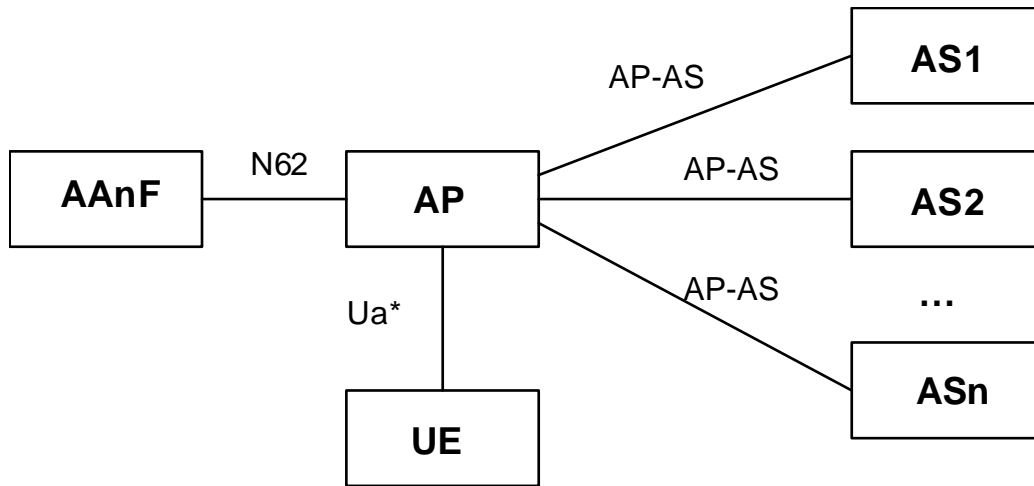 AS1
AP-AS
N62
AP-AS
AAnF
AP
AS2
AP-AS
...
Ua*
ASn
UE